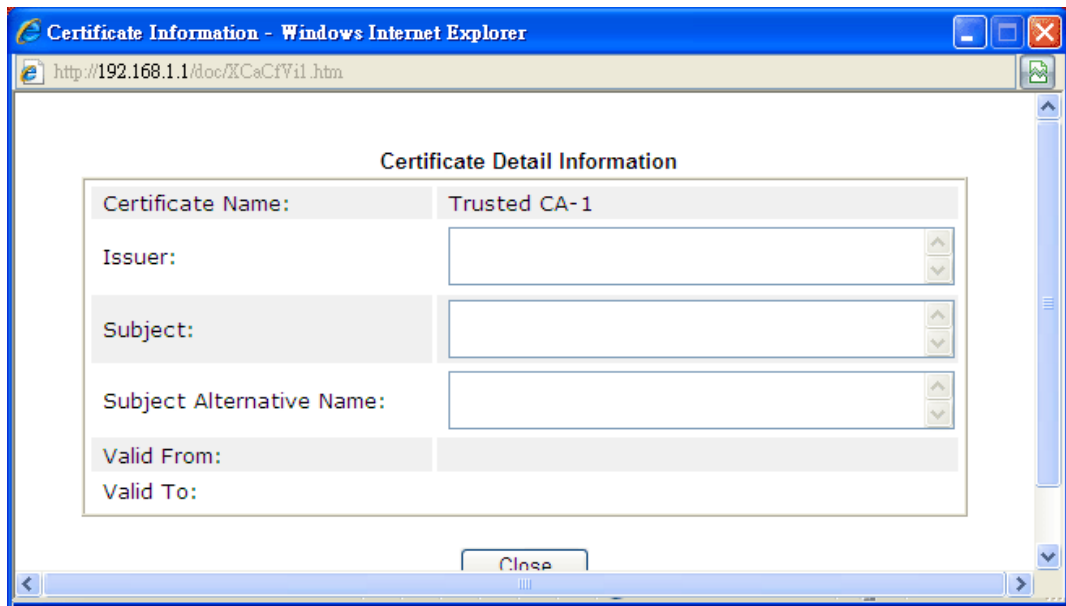 Certificate Information - Windows Internet Explorer
http://192.168.1.1/doc/XCaCfVi1.htm
Certificate Detail Information
Certificate Name: Trusted CA-1
Issuer:
Subject:
Subject Alternative Name:
Valid From:
Valid To:
Close